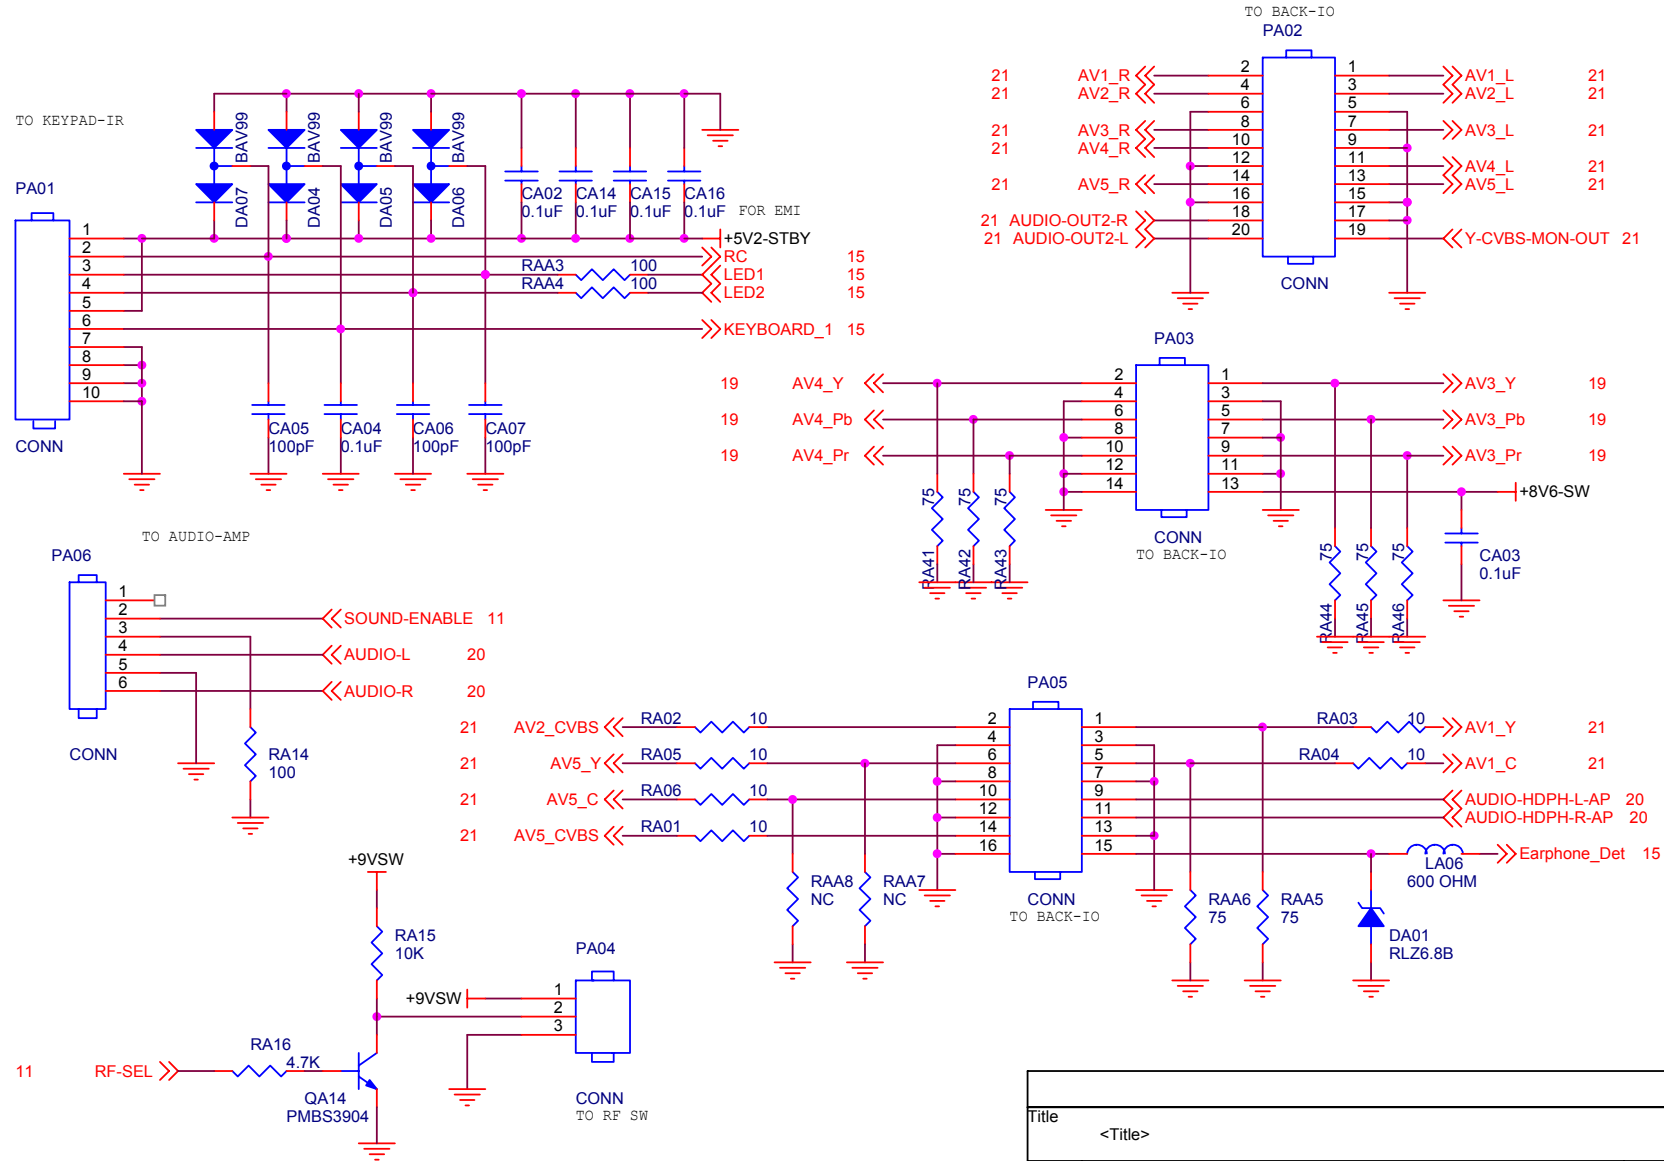 TO BACK-IO
PA02
21 AV1_R 2 1 AV1_L 21
21 AV2_R 4 3 AV2_L 21
6 5
21 AV3_R 8 7 AV3_L 21
21 AV4_R 10 9
12 11 AV4_L 21
21 AV5_R 14 13 AV5_L 21
16 15
21 AUDIO-OUT2-R 18 17
21 AUDIO-OUT2-L 20 19 Y-CVBS-MON-OUT 21
CONN
TO KEYPAD-IR
BAV99 BAV99 BAV99 BAV99
DA07 DA04 DA05 DA06
CA02 CA14 CA15 CA16
0.1uF 0.1uF 0.1uF 0.1uF
FOR EMI
PA01
1 +5V2-STBY
2 RC 15
3 RAA3 100 LED1 15
4 RAA4 100 LED2 15
5
6 KEYBOARD_1 15
7
8
9
10
CONN
CA05 CA04 CA06 CA07
100pF 0.1uF 100pF 100pF
PA03
19 AV4_Y 2 1 AV3_Y 19
4 3
19 AV4_Pb 6 5 AV3_Pb 19
8 7
19 AV4_Pr 10 9 AV3_Pr 19
12 11
14 13 +8V6-SW
75 75 75
RA41 RA42 RA43
CONN
TO BACK-IO
75 75 75
RA44 RA45 RA46
CA03
0.1uF
TO AUDIO-AMP
PA06
1
2 SOUND-ENABLE 11
3
4 AUDIO-L 20
5
6 AUDIO-R 20
CONN
RA14
100
PA05
21 AV2_CVBS RA02 10 2 1 RA03 10 AV1_Y 21
4 3
21 AV5_Y RA05 10 6 5 RA04 10 AV1_C 21
8 7
21 AV5_C RA06 10 10 9 AUDIO-HDPH-L-AP 20
12 11 AUDIO-HDPH-R-AP 20
21 AV5_CVBS RA01 10 14 13
16 15 Earphone_Det 15
LA06
600 OHM
RAA8 RAA7
NC NC
CONN
TO BACK-IO
RAA6 RAA5
75 75
DA01
RLZ6.8B
+9VSW
RA15
10K
PA04
+9VSW 1
2
3
RA16
11 RF-SEL 4.7K
QA14
PMBS3904
CONN
TO RF SW
Title
<Title>